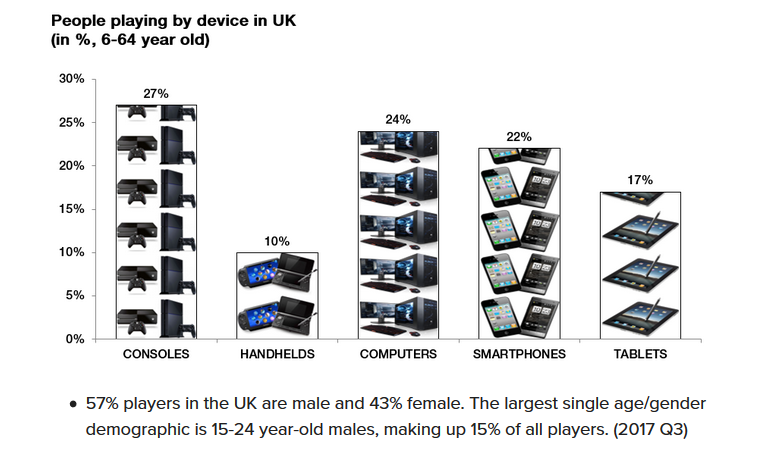 People playing by device in UK
(in %, 6-64 year old)
30%
27%
25%
24%
22%
20%
17%
15%
10%
10%
5%
0%
CONSOLES HANDHELDS COMPUTERS SMARTPHONES TABLETS
• 57% players in the UK are male and 43% female. The largest single age/gender
demographic is 15-24 year-old males, making up 15% of all players. (2017 Q3)